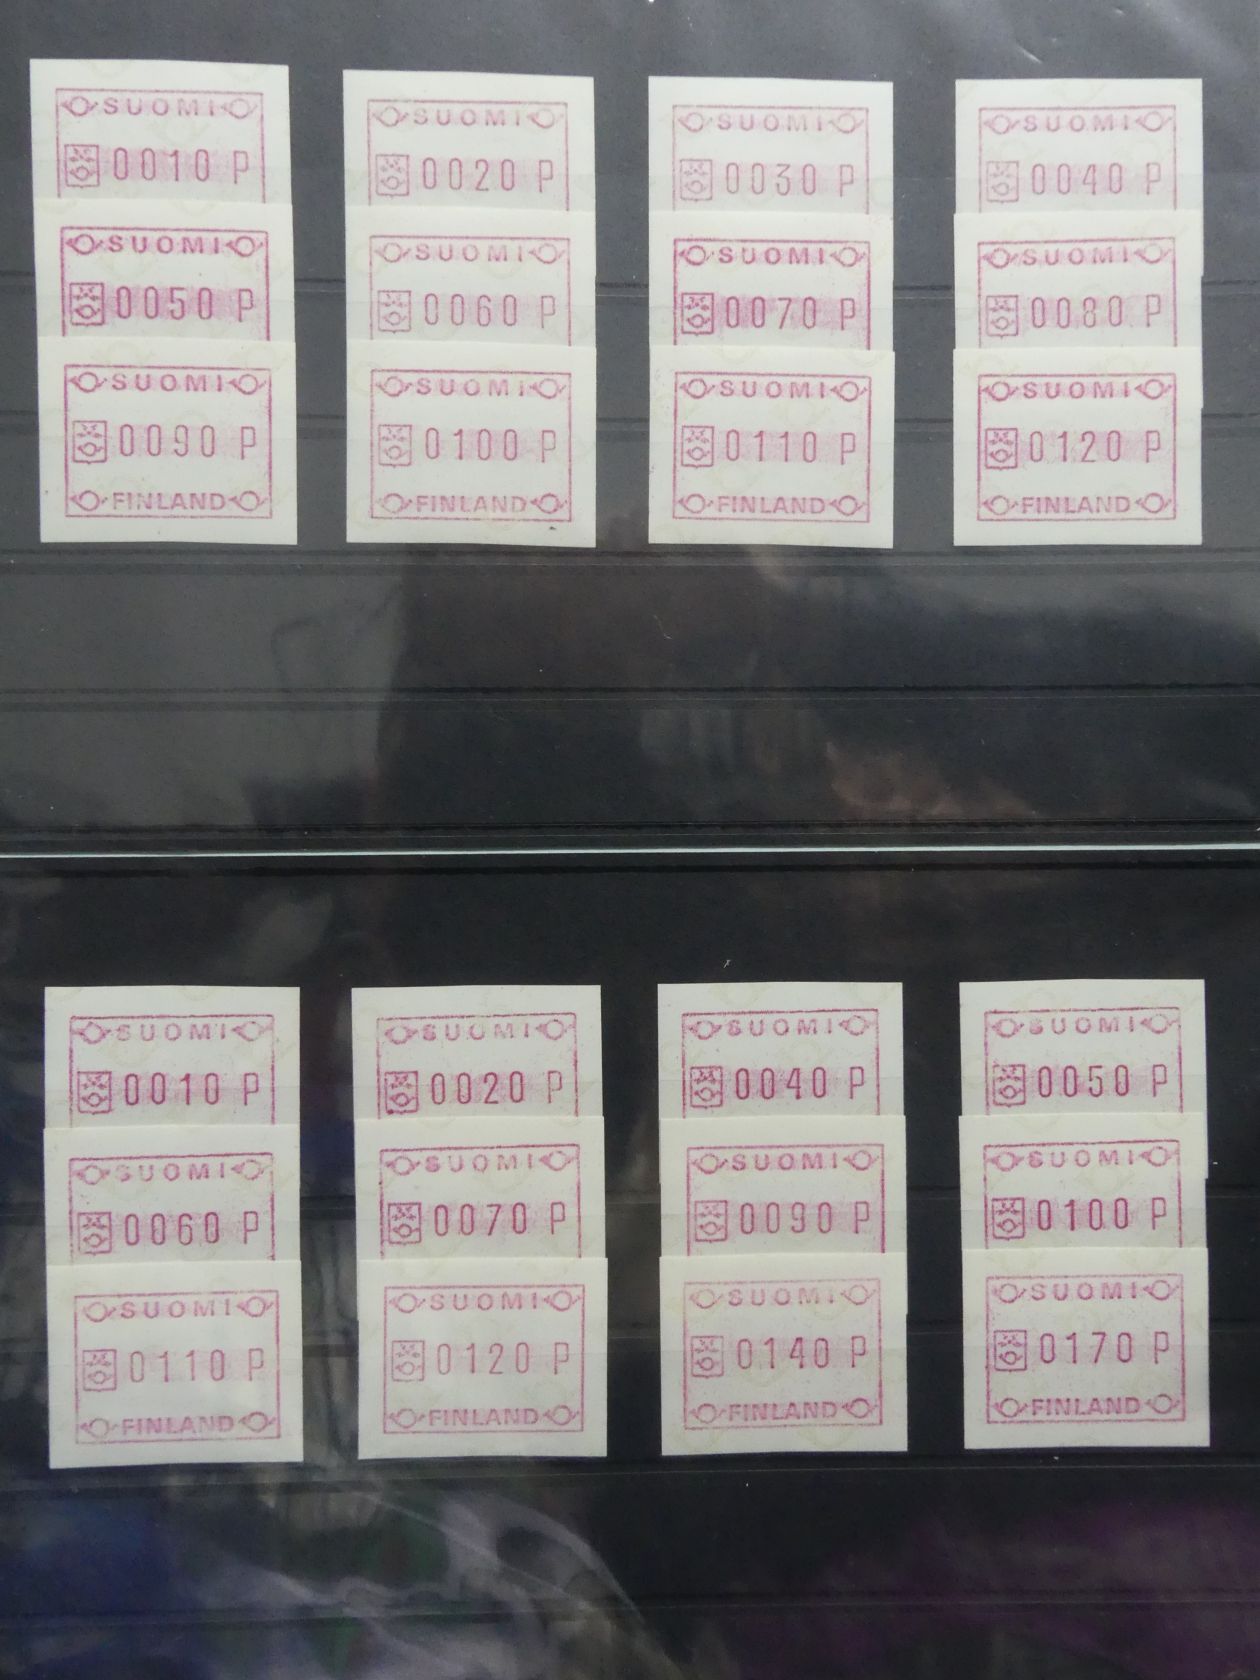 SUOMI SUOMI SUOMI SUOMI
0010 P 0020 P 0030 P 0040 P
SUOMI SUOMI SUOMI SUOMI
0050 P 0060 P 0070 P 0080 P
SUOMI SUOMI SUOMI SUOMI
0090 P 0100 P 0110 P 0120 P
FINLAND FINLAND FINLAND FINLAND
SUOMI SUOMI SUOMI SUOMI
0010 P 0020 P 0040 P 0050 P
SUOMI SUOMI SUOMI SUOMI
0060 P 0070 P 0090 P 0100 P
SUOMI SUOMI SUOMI SUOMI
0110 P 0120 P 0140 P 0170 P
FINLAND FINLAND FINLAND FINLAND